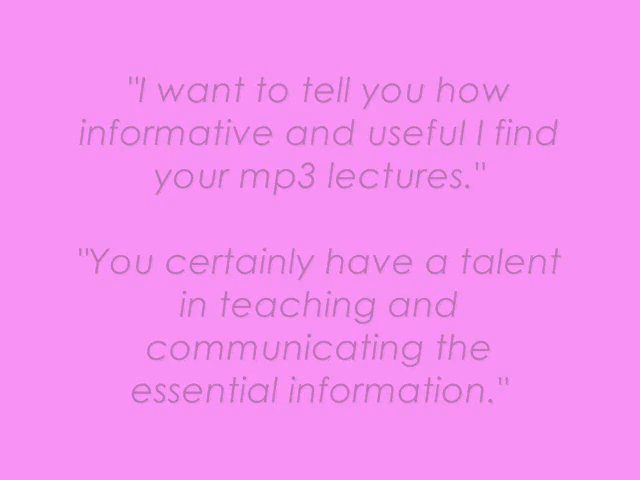 "I want to tell you how
informative and useful I find
your mp3 lectures."
"You certainly have a talent
in teaching and
communicating the
essential information."